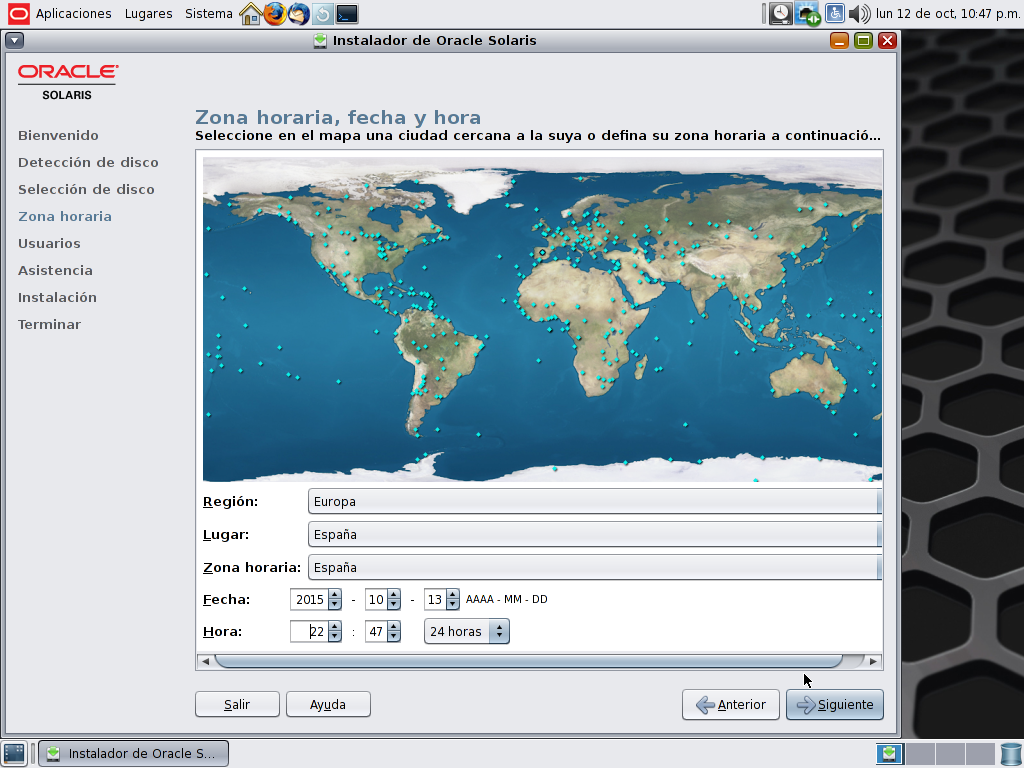 Aplicaciones Lugares Sistema lun 12 de oct, 10:47 p.m.
Instalador de Oracle Solaris
ORACLE
SOLARIS
Zona horaria, fecha y hora
Seleccione en el mapa una ciudad cercana a la suya o defina su zona horaria a continuació...
Bienvenido
Detección de disco
Selección de disco
Zona horaria
Usuarios
Asistencia
Instalación
Terminar
Región: Europa
Lugar: España
Zona horaria: España
Fecha: 2015 - 10 - 13 AAAA - MM - DD
Hora: 22 : 47 24 horas
Salir Ayuda Anterior Siguiente
Instalador de Oracle S...